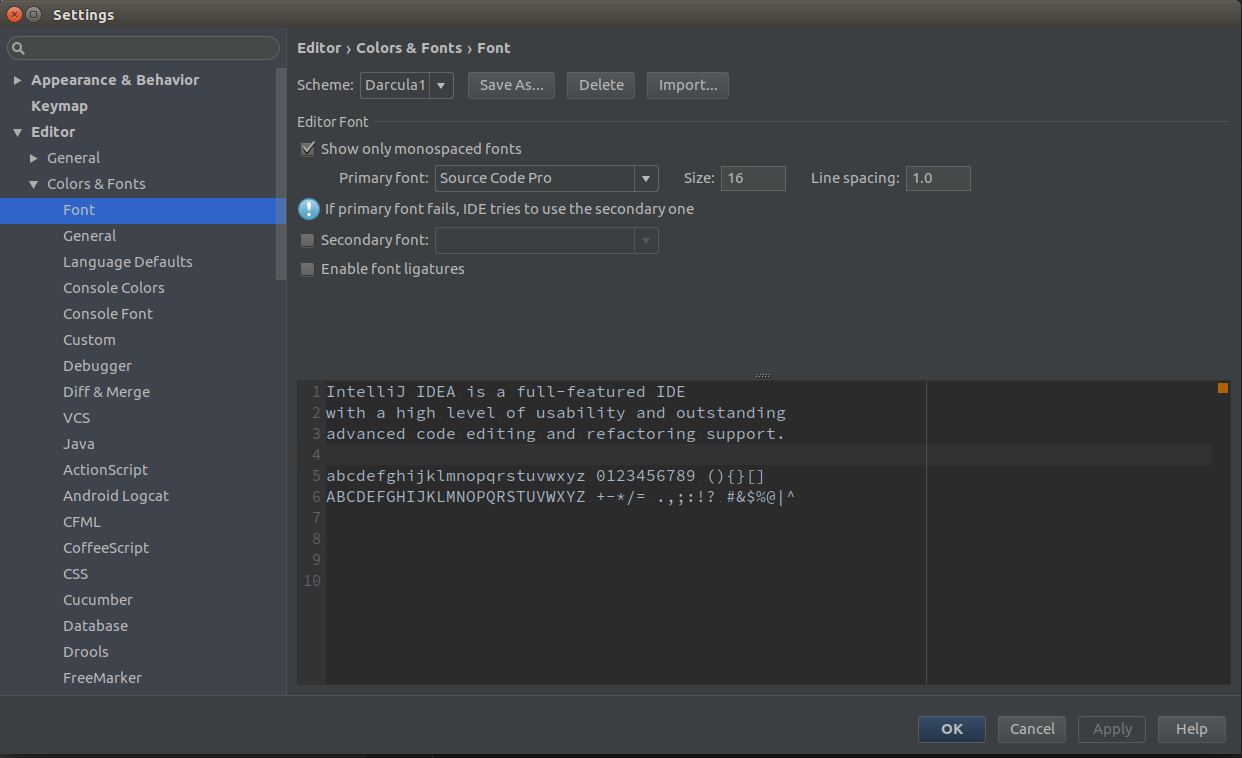 Settings
Appearance & Behavior
Keymap
Editor
General
Colors & Fonts
Font
General
Language Defaults
Console Colors
Console Font
Custom
Debugger
Diff & Merge
VCS
Java
ActionScript
Android Logcat
CFML
CoffeeScript
CSS
Cucumber
Database
Drools
FreeMarker
Editor › Colors & Fonts › Font
Scheme: Darcula1 Save As... Delete Import...
Editor Font
Show only monospaced fonts
Primary font: Source Code Pro Size: 16 Line spacing: 1.0
If primary font fails, IDE tries to use the secondary one
Secondary font:
Enable font ligatures
1 IntelliJ IDEA is a full-featured IDE
2 with a high level of usability and outstanding
3 advanced code editing and refactoring support.
4
5 abcdefghijklmnopqrstuvwxyz 0123456789 (){}[]
6 ABCDEFGHIJKLMNOPQRSTUVWXYZ +-*/= .,;:!? #&$%@|^
7
8
9
10
OK Cancel Apply Help